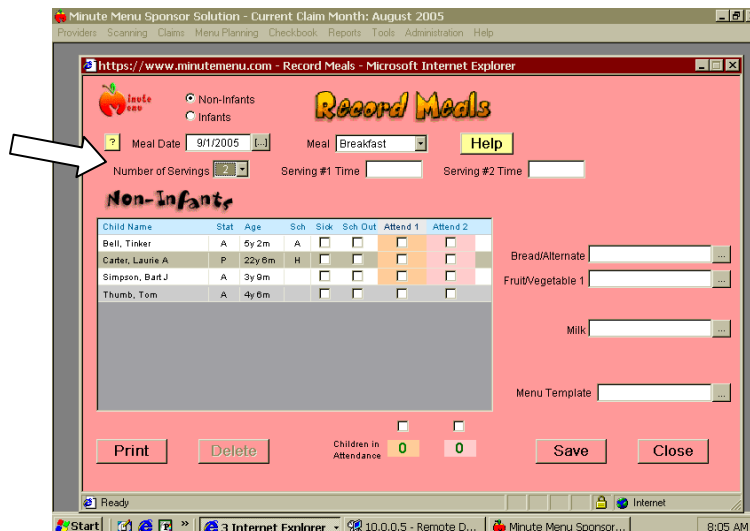 Minute Menu Sponsor Solution - Current Claim Month: August 2005
Providers Scanning Claims Menu Planning Checkbook Reports Tools Administration Help
https://www.minutemenu.com - Record Meals - Microsoft Internet Explorer
Minute Menu
Non-Infants
Infants
Record Meals
? Meal Date 9/1/2005 [...] Meal Breakfast Help
Number of Servings 2 Serving #1 Time Serving #2 Time
Non-Infants
Child Name Stat Age Sch Sick Sch Out Attend 1 Attend 2
Bell, Tinker A 5y 2m A
Carter, Laurie A P 22y 6m H
Simpson, Bart J A 3y 9m
Thumb, Tom A 4y 6m
Bread/Alternate ...
Fruit/Vegetable 1 ...
Milk ...
Menu Template ...
Print Delete Children in Attendance 0 0 Save Close
Ready Internet
Start » 3 Internet Explorer 10.0.0.5 - Remote D... Minute Menu Sponsor... 8:05 AM